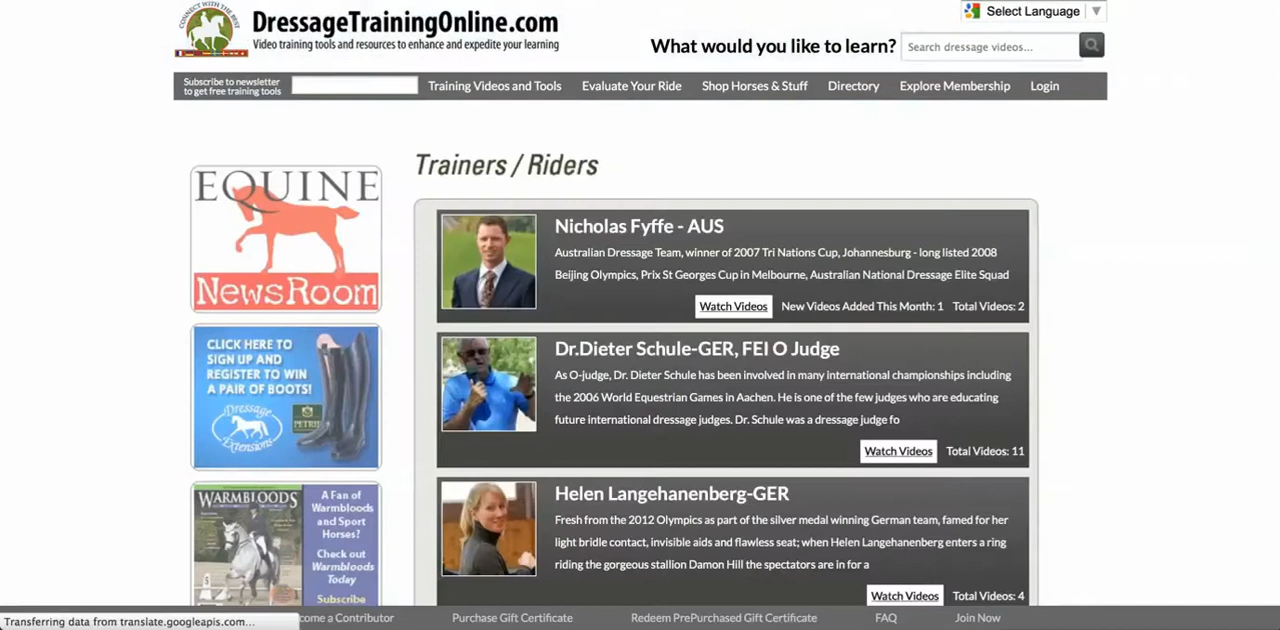 CONNECT WITH THE BEST
DressageTrainingOnline.com
Video training tools and resources to enhance and expedite your learning
Select Language ▼
What would you like to learn?
Search dressage videos...
Subscribe to newsletter
to get free training tools
Training Videos and Tools
Evaluate Your Ride
Shop Horses & Stuff
Directory
Explore Membership
Login
Trainers / Riders
EQUINE
NEWSROOM
CLICK HERE TO
SIGN UP AND
REGISTER TO WIN
A PAIR OF BOOTS!
Dressage
Extensions
PETRIE
WARMBLOODS
A Fan of
Warmbloods
and Sport
Horses?
Check out
Warmbloods
Today
Subscribe
Nicholas Fyffe - AUS
Australian Dressage Team, winner of 2007 Tri Nations Cup, Johannesburg - long listed 2008
Beijing Olympics, Prix St Georges Cup in Melbourne, Australian National Dressage Elite Squad
Watch Videos New Videos Added This Month: 1 Total Videos: 2
Dr.Dieter Schule-GER, FEI O Judge
As O-judge, Dr. Dieter Schule has been involved in many international championships including
the 2006 World Equestrian Games in Aachen. He is one of the few judges who are educating
future international dressage judges. Dr. Schule was a dressage judge fo
Watch Videos Total Videos: 11
Helen Langehanenberg-GER
Fresh from the 2012 Olympics as part of the silver medal winning German team, famed for her
light bridle contact, invisible aids and flawless seat; when Helen Langehanenberg enters a ring
riding the gorgeous stallion Damon Hill the spectators are in for a
Watch Videos Total Videos: 4
Transferring data from translate.googleapis.com...
come a Contributor
Purchase Gift Certificate
Redeem PrePurchased Gift Certificate
FAQ
Join Now